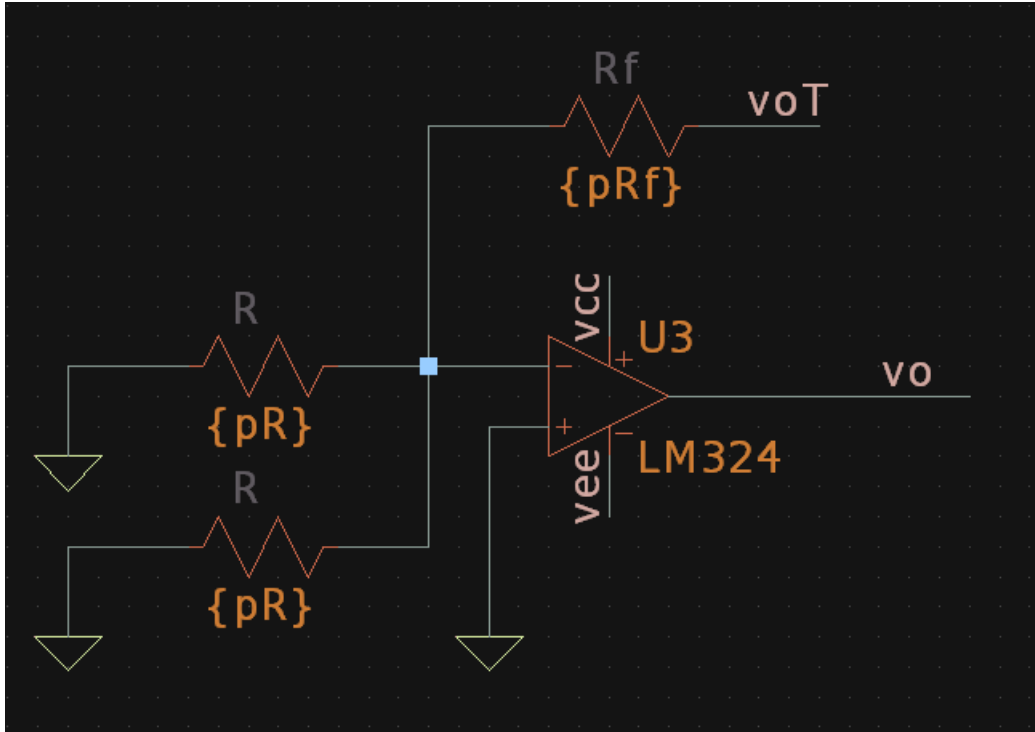 Rf
voT
{pRf}
vcc
R
+
U3
−
vo
{pR}
+
−
LM324
vee
R
{pR}